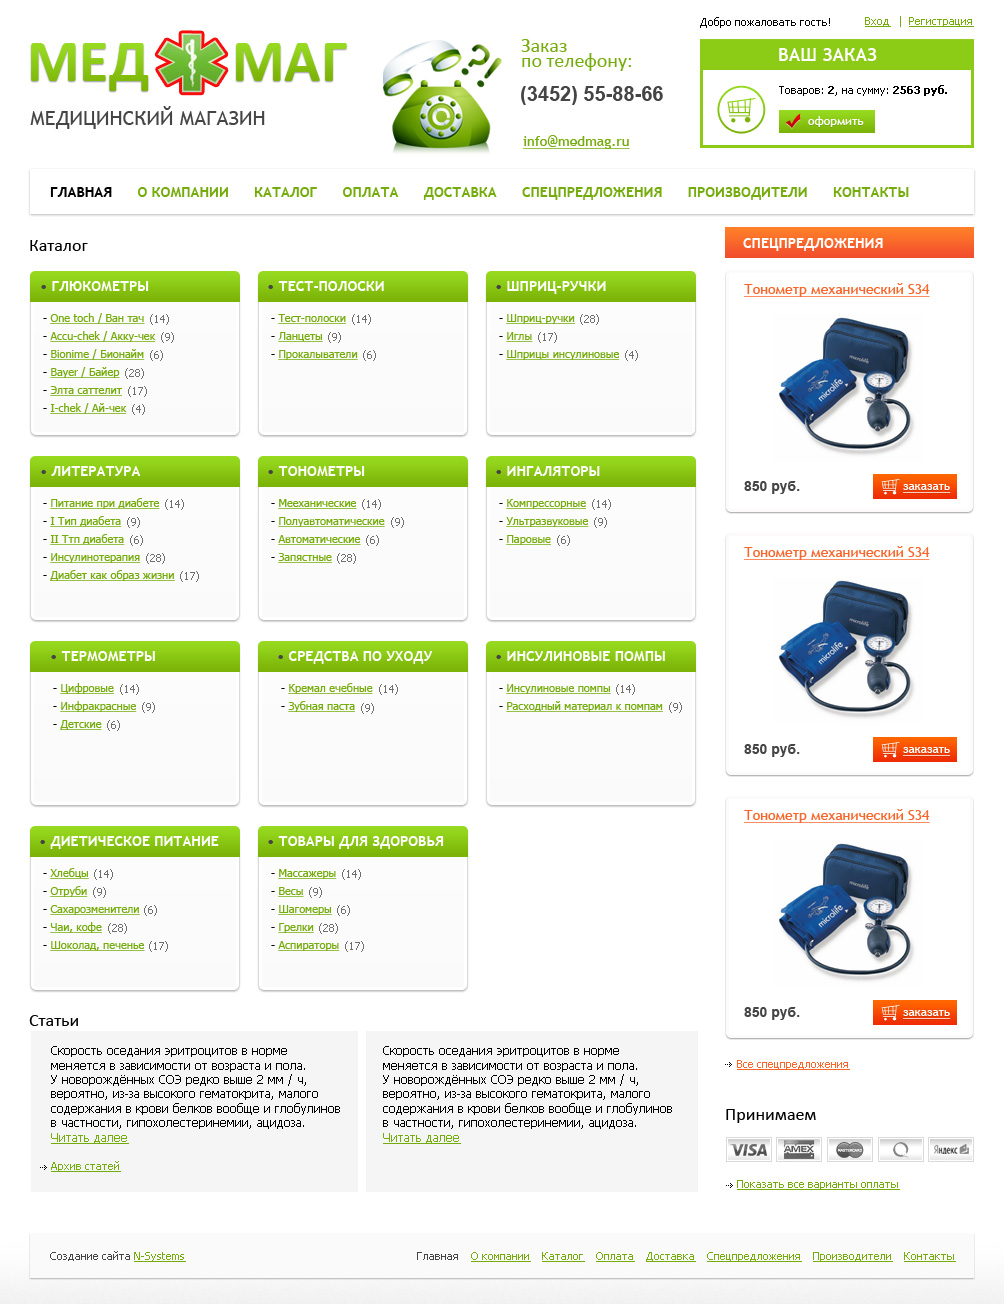 Добро пожаловать гость!
Вход | Регистрация
МЕД МАГ
МЕДИЦИНСКИЙ МАГАЗИН
Заказ
по телефону:
(3452) 55-88-66
info@medmag.ru
ВАШ ЗАКАЗ
Товаров: 2, на сумму: 2563 руб.
оформить
ГЛАВНАЯ О КОМПАНИИ КАТАЛОГ ОПЛАТА ДОСТАВКА СПЕЦПРЕДЛОЖЕНИЯ ПРОИЗВОДИТЕЛИ КОНТАКТЫ
Каталог
• ГЛЮКОМЕТРЫ
- One toch / Ван тач (14)
- Accu-chek / Акку-чек (9)
- Bionime / Бионайм (6)
- Bayer / Байер (28)
- Элта саттелит (17)
- I-chek / Ай-чек (4)
• ТЕСТ-ПОЛОСКИ
- Тест-полоски (14)
- Ланцеты (9)
- Прокалыватели (6)
• ШПРИЦ-РУЧКИ
- Шприц-ручки (28)
- Иглы (17)
- Шприцы инсулиновые (4)
• ЛИТЕРАТУРА
- Питание при диабете (14)
- I Тип диабета (9)
- II Ттп диабета (6)
- Инсулинотерапия (28)
- Диабет как образ жизни (17)
• ТОНОМЕТРЫ
- Мееханические (14)
- Полуавтоматические (9)
- Автоматические (6)
- Запястные (28)
• ИНГАЛЯТОРЫ
- Компрессорные (14)
- Ультразвуковые (9)
- Паровые (6)
• ТЕРМОМЕТРЫ
- Цифровые (14)
- Инфракрасные (9)
- Детские (6)
• СРЕДСТВА ПО УХОДУ
- Кремал ечебные (14)
- Зубная паста (9)
• ИНСУЛИНОВЫЕ ПОМПЫ
- Инсулиновые помпы (14)
- Расходный материал к помпам (9)
• ДИЕТИЧЕСКОЕ ПИТАНИЕ
- Хлебцы (14)
- Отруби (9)
- Сахарозменители (6)
- Чаи, кофе (28)
- Шоколад, печенье (17)
• ТОВАРЫ ДЛЯ ЗДОРОВЬЯ
- Массажеры (14)
- Весы (9)
- Шагомеры (6)
- Грелки (28)
- Аспираторы (17)
СПЕЦПРЕДЛОЖЕНИЯ
Тонометр механический S34
microlife
microlife
850 руб.
заказать
Тонометр механический S34
microlife
microlife
850 руб.
заказать
Тонометр механический S34
microlife
microlife
850 руб.
заказать
Все спецпредложения
Статьи
Скорость оседания эритроцитов в норме
меняется в зависимости от возраста и пола.
У новорождённых СОЭ редко выше 2 мм / ч,
вероятно, из-за высокого гематокрита, малого
содержания в крови белков вообще и глобулинов
в частности, гипохолестеринемии, ацидоза.
Читать далее
Архив статей
Скорость оседания эритроцитов в норме
меняется в зависимости от возраста и пола.
У новорождённых СОЭ редко выше 2 мм / ч,
вероятно, из-за высокого гематокрита, малого
содержания в крови белков вообще и глобулинов
в частности, гипохолестеринемии, ацидоза.
Читать далее
Принимаем
VISA AMEX MASTERCARD Яндекс
Показать все варианты оплаты
Создание сайта N-Systems
Главная О компании Каталог Оплата Доставка Спецпредложения Производители Контакты